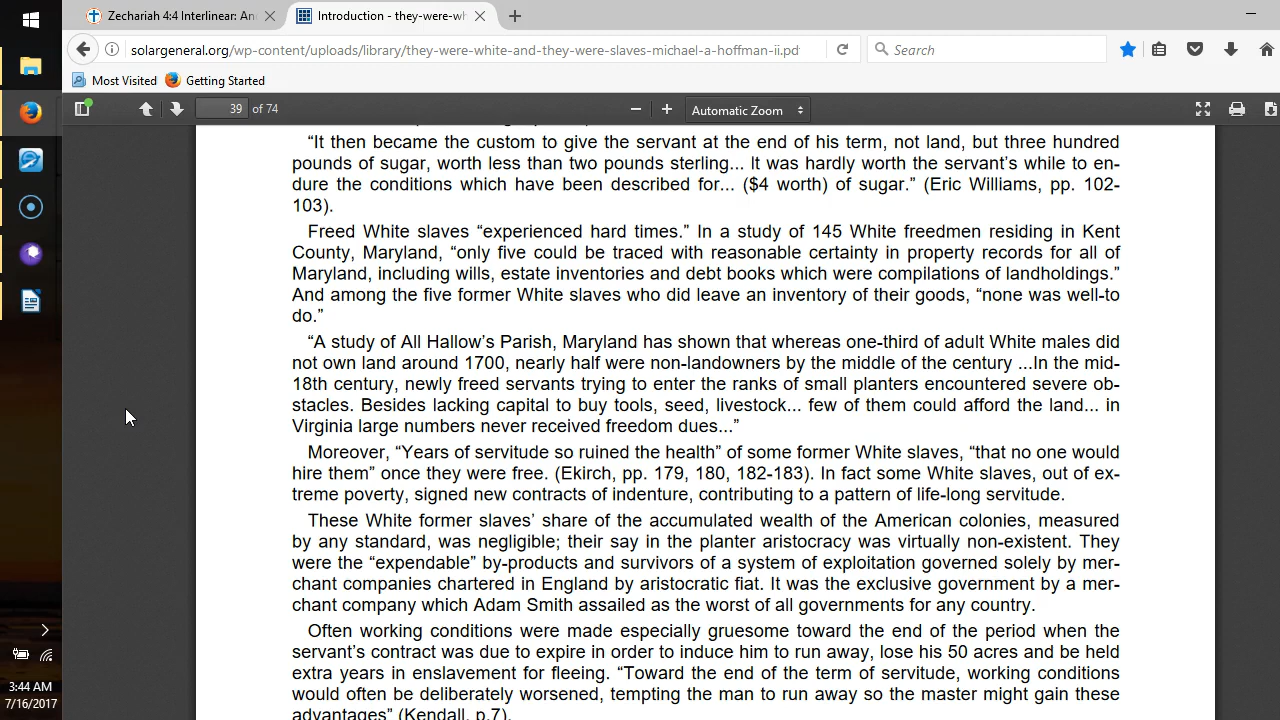 Zechariah 4:4 Interlinear: An
Introduction - they-were-wh
solargeneral.org/wp-content/uploads/library/they-were-white-and-they-were-slaves-michael-a-hoffman-ii.pd
Search
Most Visited
Getting Started
39 of 74
Automatic Zoom
“It then became the custom to give the servant at the end of his term, not land, but three hundred
pounds of sugar, worth less than two pounds sterling... It was hardly worth the servant’s while to en-
dure the conditions which have been described for... ($4 worth) of sugar.” (Eric Williams, pp. 102-
103).
Freed White slaves “experienced hard times.” In a study of 145 White freedmen residing in Kent
County, Maryland, “only five could be traced with reasonable certainty in property records for all of
Maryland, including wills, estate inventories and debt books which were compilations of landholdings.”
And among the five former White slaves who did leave an inventory of their goods, “none was well-to
do.”
“A study of All Hallow’s Parish, Maryland has shown that whereas one-third of adult White males did
not own land around 1700, nearly half were non-landowners by the middle of the century ...In the mid-
18th century, newly freed servants trying to enter the ranks of small planters encountered severe ob-
stacles. Besides lacking capital to buy tools, seed, livestock... few of them could afford the land... in
Virginia large numbers never received freedom dues...”
Moreover, “Years of servitude so ruined the health” of some former White slaves, “that no one would
hire them” once they were free. (Ekirch, pp. 179, 180, 182-183). In fact some White slaves, out of ex-
treme poverty, signed new contracts of indenture, contributing to a pattern of life-long servitude.
These White former slaves’ share of the accumulated wealth of the American colonies, measured
by any standard, was negligible; their say in the planter aristocracy was virtually non-existent. They
were the “expendable” by-products and survivors of a system of exploitation governed solely by mer-
chant companies chartered in England by aristocratic fiat. It was the exclusive government by a mer-
chant company which Adam Smith assailed as the worst of all governments for any country.
Often working conditions were made especially gruesome toward the end of the period when the
servant’s contract was due to expire in order to induce him to run away, lose his 50 acres and be held
extra years in enslavement for fleeing. “Toward the end of the term of servitude, working conditions
would often be deliberately worsened, tempting the man to run away so the master might gain these
advantages” (Kendall, p.7).
3:44 AM
7/16/2017